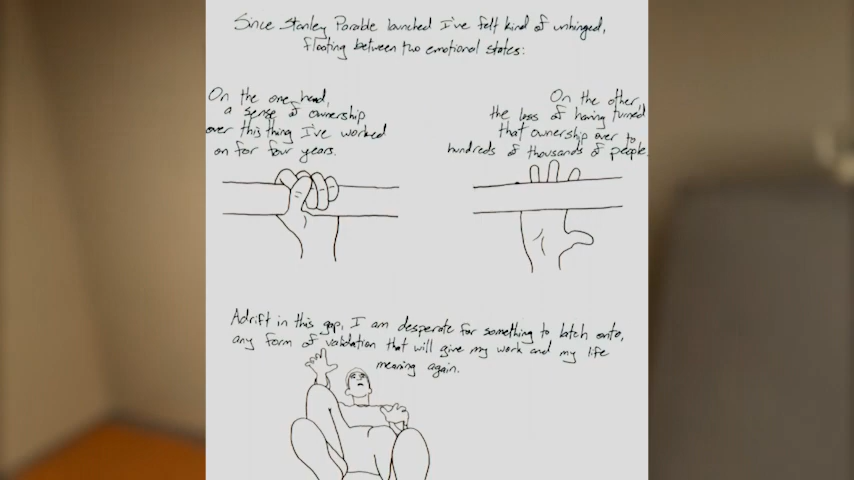 Since Stanley Parable launched I've felt kind of unhinged,
floating between two emotional states:
On the one hand,
a sense of ownership
over this thing I've worked
on for four years.
On the other,
the loss of having turned
that ownership over to
hundreds of thousands of people.
Adrift in this gap, I am desperate for something to latch onto,
any form of validation that will give my work and my life
meaning again.